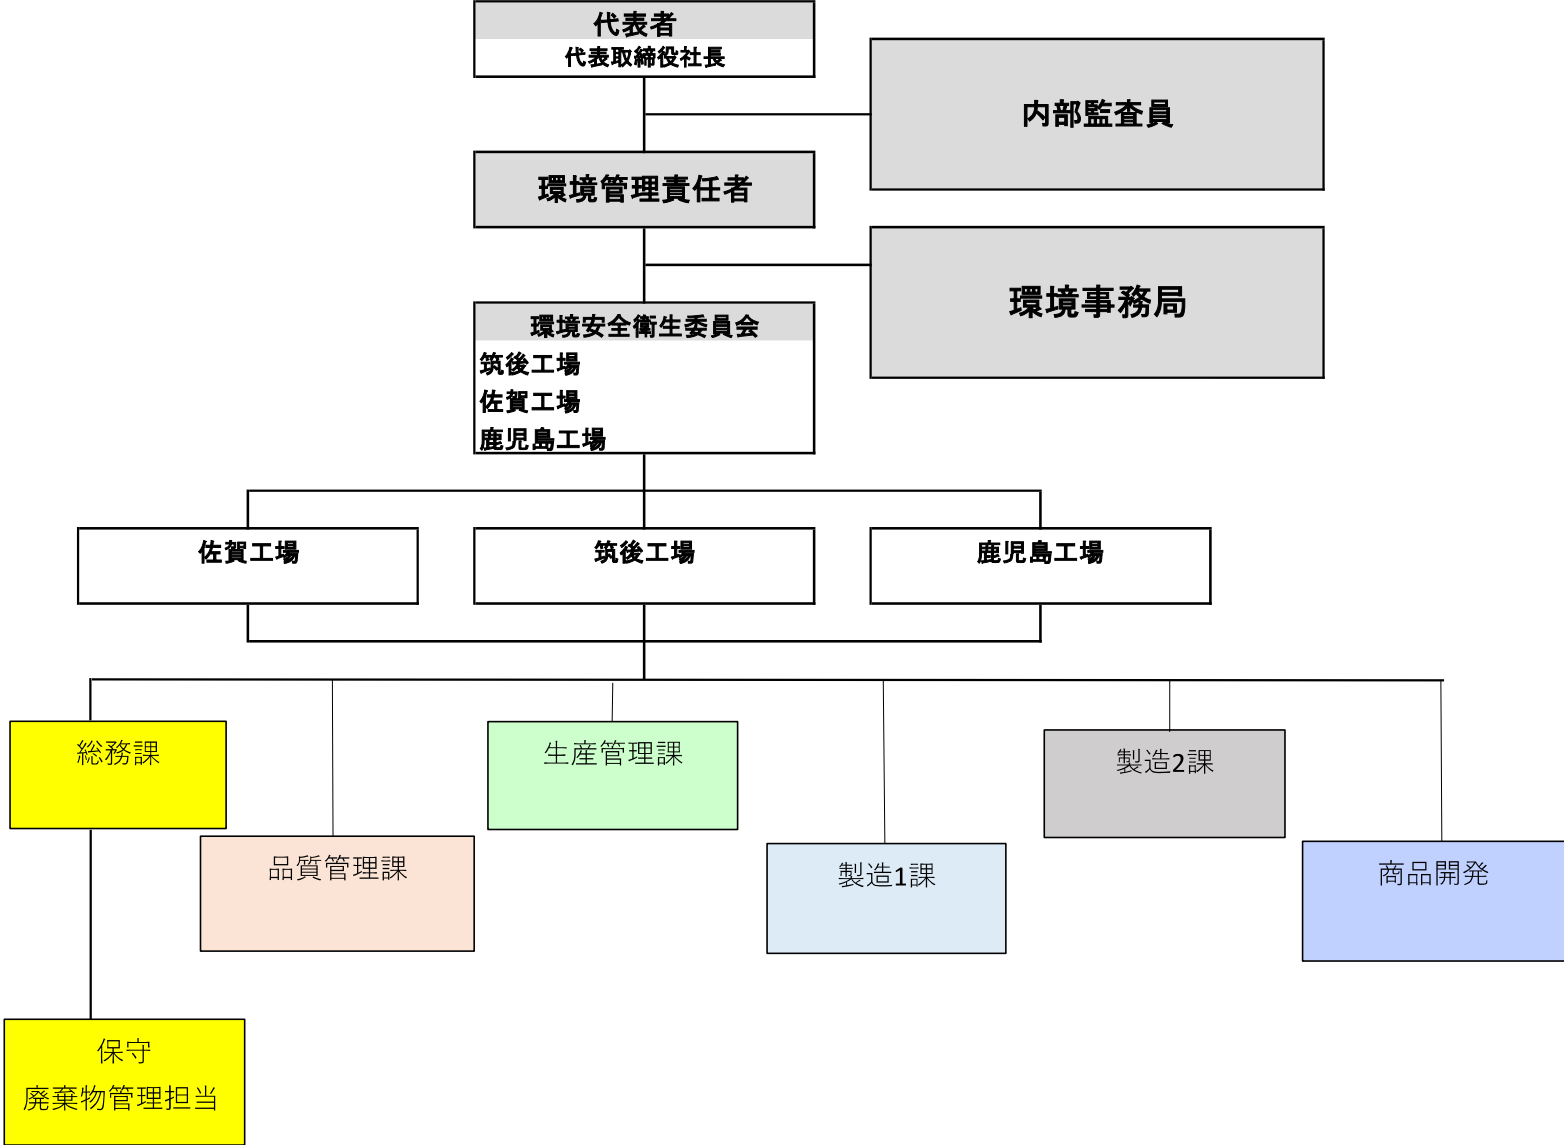 代表者
代表取締役社長
内部監査員
環境管理責任者
環境事務局
環境安全衛生委員会
筑後工場
佐賀工場
鹿児島工場
佐賀工場
筑後工場
鹿児島工場
総務課
生産管理課
製造2課
品質管理課
製造1課
商品開発
保守
廃棄物管理担当